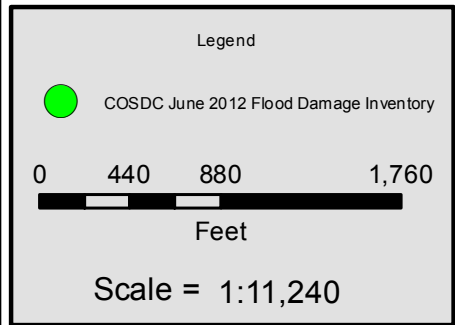 Legend
COSDC June 2012 Flood Damage Inventory
0 440 880 1,760
Feet
Scale = 1:11,240